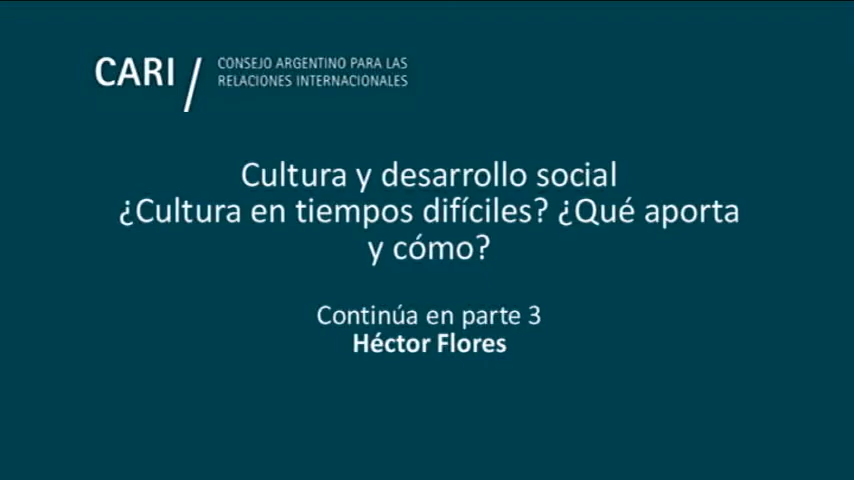 CARI /
CONSEJO ARGENTINO PARA LAS
RELACIONES INTERNACIONALES
Cultura y desarrollo social
¿Cultura en tiempos difíciles? ¿Qué aporta
y cómo?
Continúa en parte 3
Héctor Flores